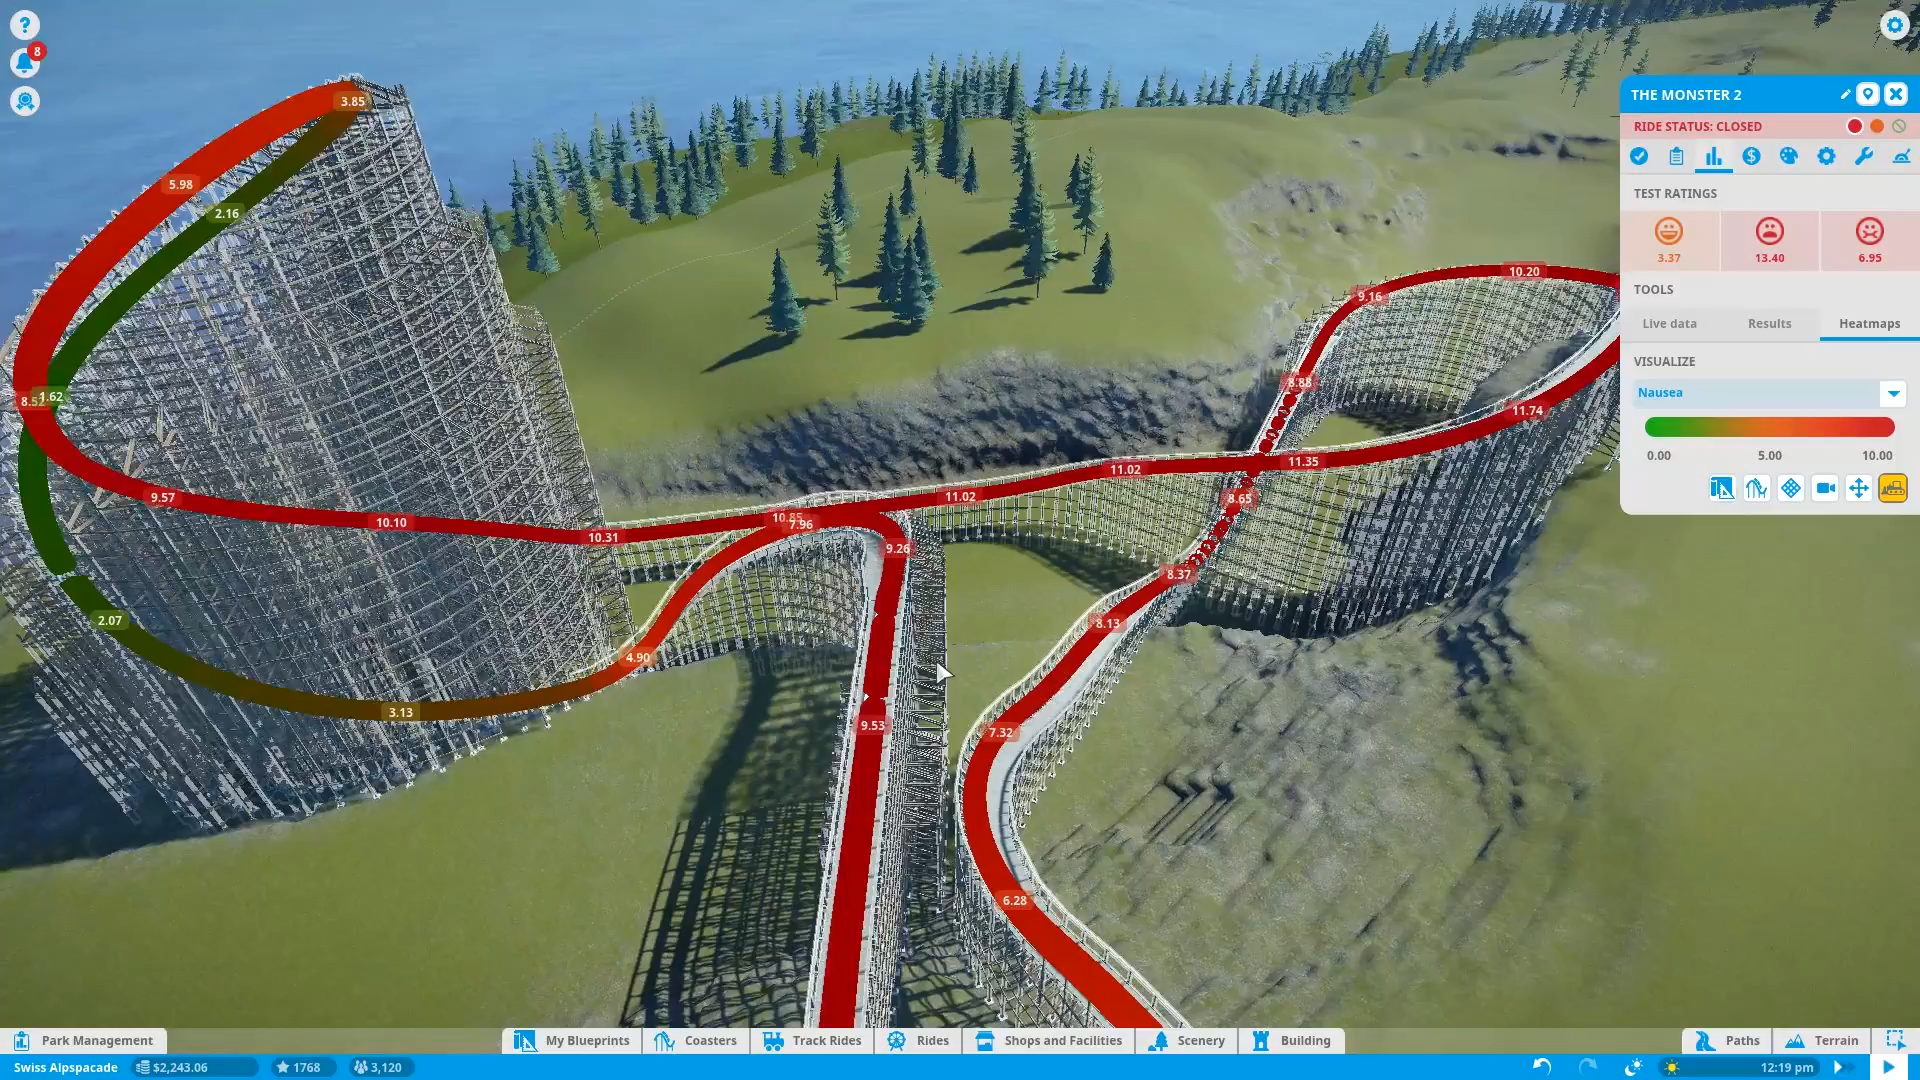 ?
8
3.85
5.98
2.16
1.62
9.57
10.10
10.31
2.07
3.13
4.90
7.96
9.26
9.53
11.02
11.02
11.35
11.74
10.20
9.16
8.88
8.65
8.37
8.13
7.32
6.28
THE MONSTER 2
RIDE STATUS: CLOSED
TEST RATINGS
3.37 13.40 6.95
TOOLS
Live data Results Heatmaps
VISUALIZE
Nausea
0.00 5.00 10.00
Park Management My Blueprints Coasters Track Rides Rides Shops and Facilities Scenery Building Paths Terrain
Swiss Alpspacade $2,243.06 1768 3,120 12:19 pm